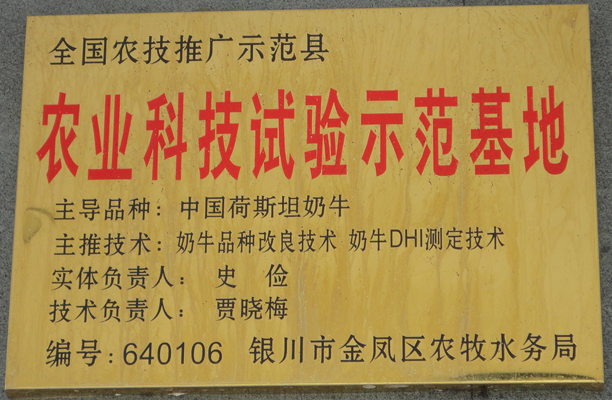 全国农技推广示范县
农业科技试验示范基地
主导品种：中国荷斯坦奶牛
主推技术：奶牛品种改良技术 奶牛DHI测定技术
实体负责人：史 俭
技术负责人：贾晓梅
编号：640106 银川市金凤区农牧水务局